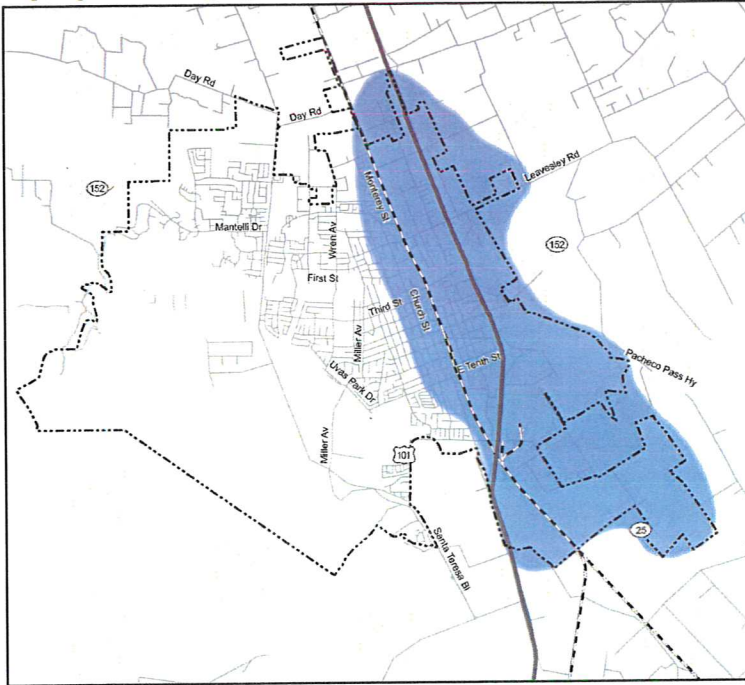 Day Rd
Day Rd
Leavesley Rd
152
Monterey St
Mantelli Dr
Wren Av
152
First St
Third St
Church St
Miller Av
Pacheco Pass Hy
E Tenth St
Uvas Park Dr
Miller Av
101
25
Santa Teresa Bl